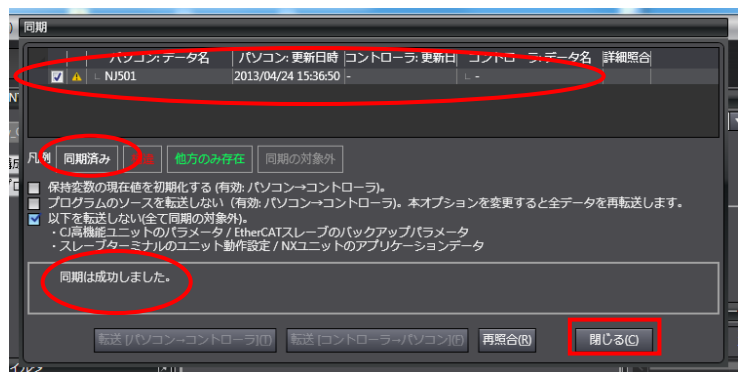 同期
パソコン: データ名 パソコン: 更新日時 コントローラ: 更新日 コントローラ: データ名 詳細照合
NJ501 2013/04/24 15:36:50 - -
凡例 同期済み 他方のみ存在 同期の対象外
保持変数の現在値を初期化する (有効: パソコン→コントローラ)。
プログラムのソースを転送しない (有効: パソコン→コントローラ)。本オプションを変更すると全データを再転送します。
以下を転送しない(全て同期の対象外)。
・CJ高機能ユニットのパラメータ / EtherCATスレーブのバックアップパラメータ
・スレーブターミナルのユニット動作設定 / NXユニットのアプリケーションデータ
同期は成功しました。
転送 [パソコン→コントローラ](T) 転送 [コントローラ→パソコン](F) 再照合(R) 閉じる(C)